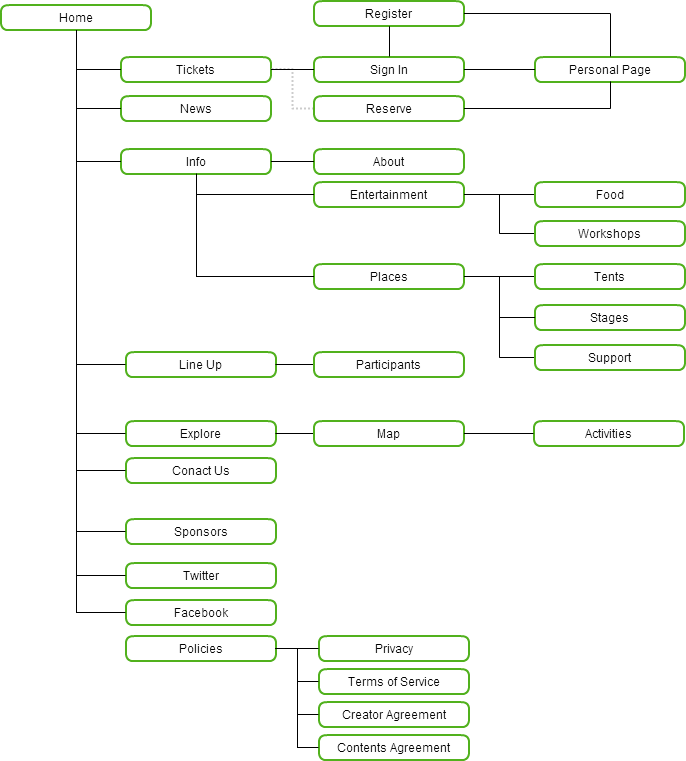 Home
Register
Tickets
Sign In
Personal Page
News
Reserve
Info
About
Entertainment
Food
Workshops
Places
Tents
Stages
Support
Line Up
Participants
Explore
Map
Activities
Conact Us
Sponsors
Twitter
Facebook
Policies
Privacy
Terms of Service
Creator Agreement
Contents Agreement